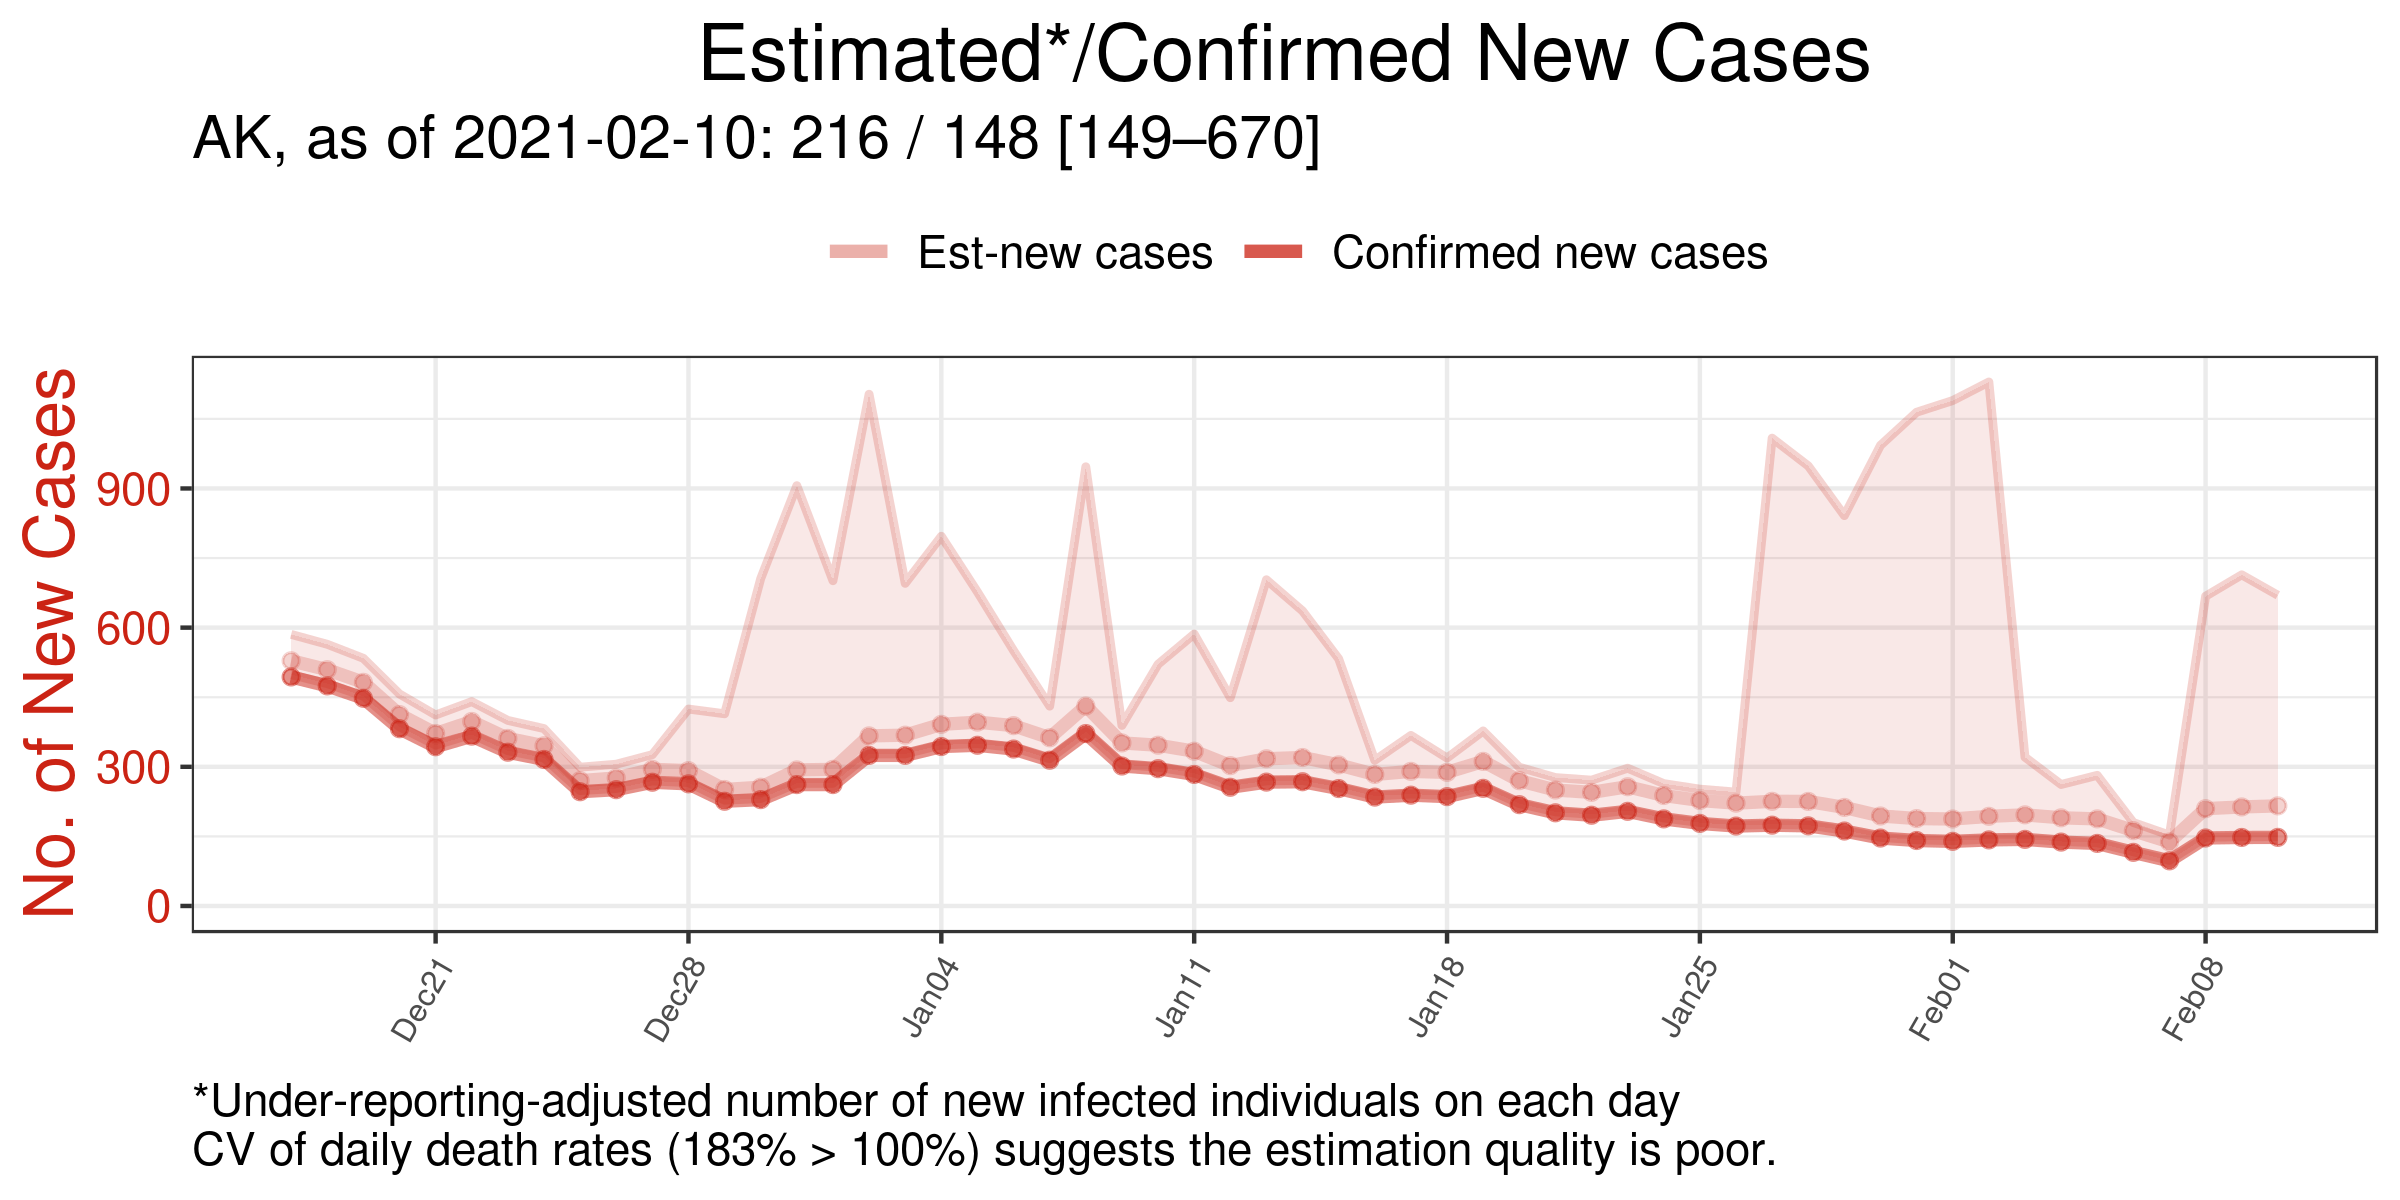 Estimated*/Confirmed New Cases
AK, as of 2021-02-10: 216 / 148 [149–670]
Est-new cases
Confirmed new cases
No. of New Cases
900
600
300
0
Dec21
Dec28
Jan04
Jan11
Jan18
Jan25
Feb01
Feb08
*Under-reporting-adjusted number of new infected individuals on each day
CV of daily death rates (183% > 100%) suggests the estimation quality is poor.